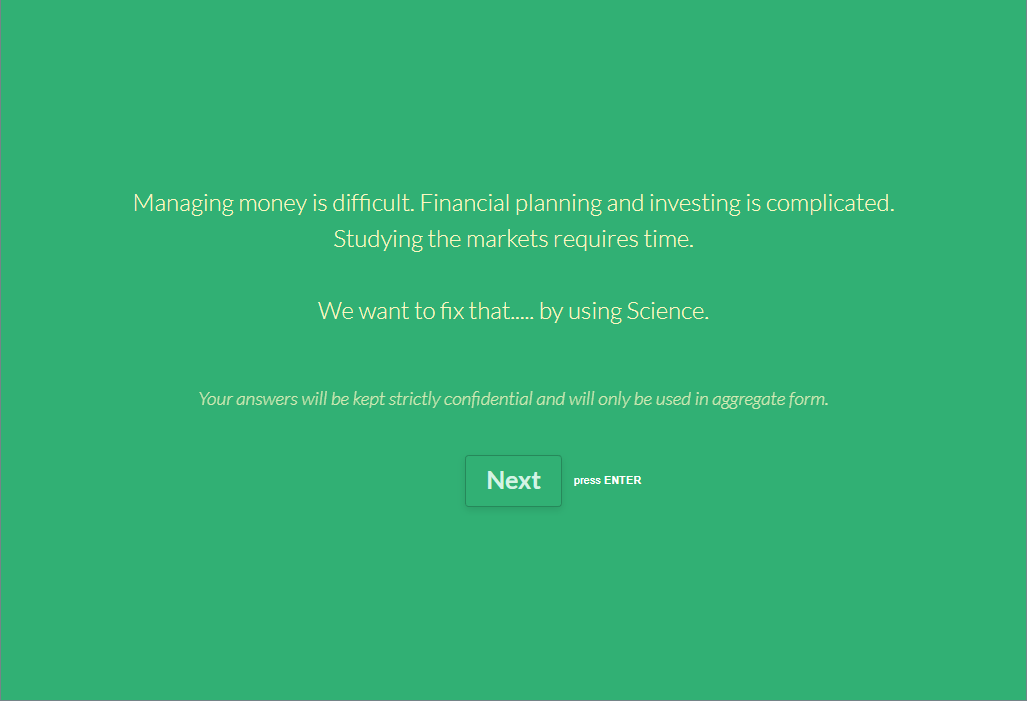 Managing money is difficult. Financial planning and investing is complicated.
Studying the markets requires time.
We want to fix that..... by using Science.
Your answers will be kept strictly confidential and will only be used in aggregate form.
Next press ENTER